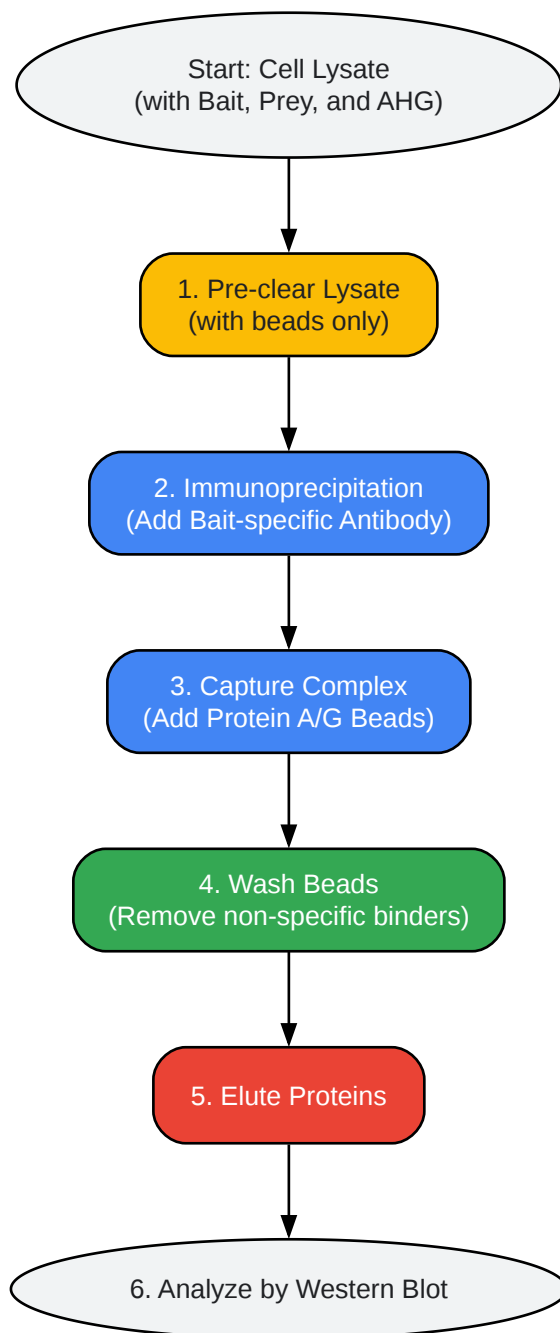 Start: Cell Lysate
(with Bait, Prey, and AHG)
1. Pre-clear Lysate
(with beads only)
2. Immunoprecipitation
(Add Bait-specific Antibody)
3. Capture Complex
(Add Protein A/G Beads)
4. Wash Beads
(Remove non-specific binders)
5. Elute Proteins
6. Analyze by Western Blot